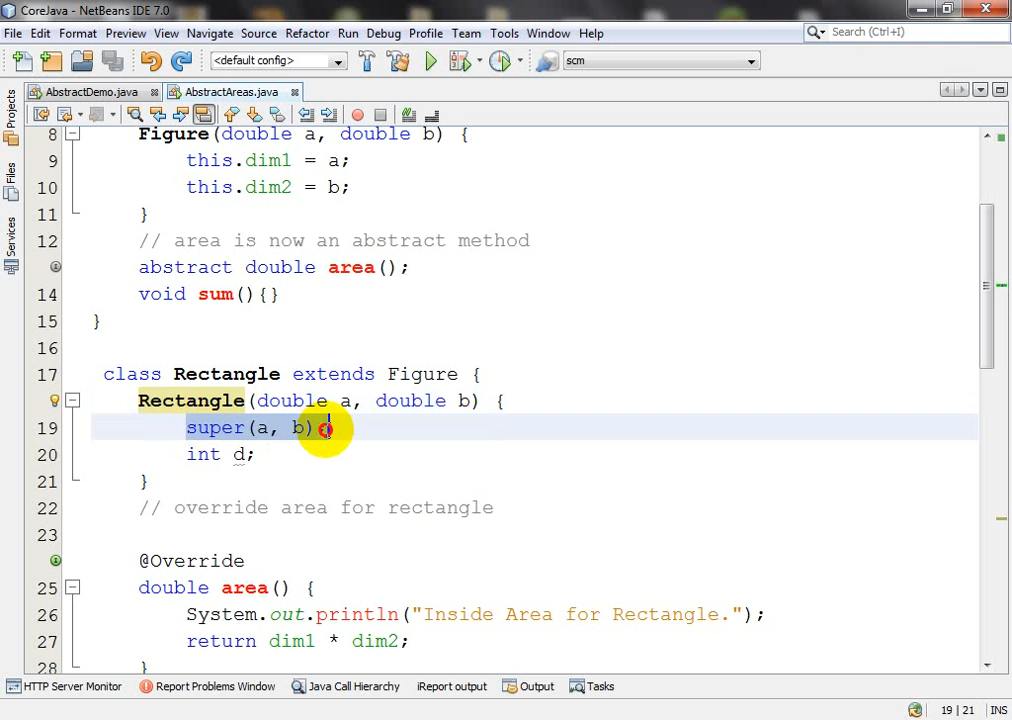 CoreJava - NetBeans IDE 7.0
File Edit Format Preview View Navigate Source Refactor Run Debug Profile Team Tools Window Help
Search (Ctrl+I)
<default config>
scm
AbstractDemo.java
AbstractAreas.java
Projects
Files
Services
8 Figure(double a, double b) {
9 this.dim1 = a;
10 this.dim2 = b;
11 }
12 // area is now an abstract method
abstract double area();
14 void sum(){}
15 }
16
17 class Rectangle extends Figure {
Rectangle(double a, double b) {
19 super(a, b)
20 int d;
21 }
22 // override area for rectangle
23
@Override
25 double area() {
26 System.out.println("Inside Area for Rectangle.");
27 return dim1 * dim2;
28 }
HTTP Server Monitor Report Problems Window Java Call Hierarchy iReport output Output Tasks
19 | 21 INS